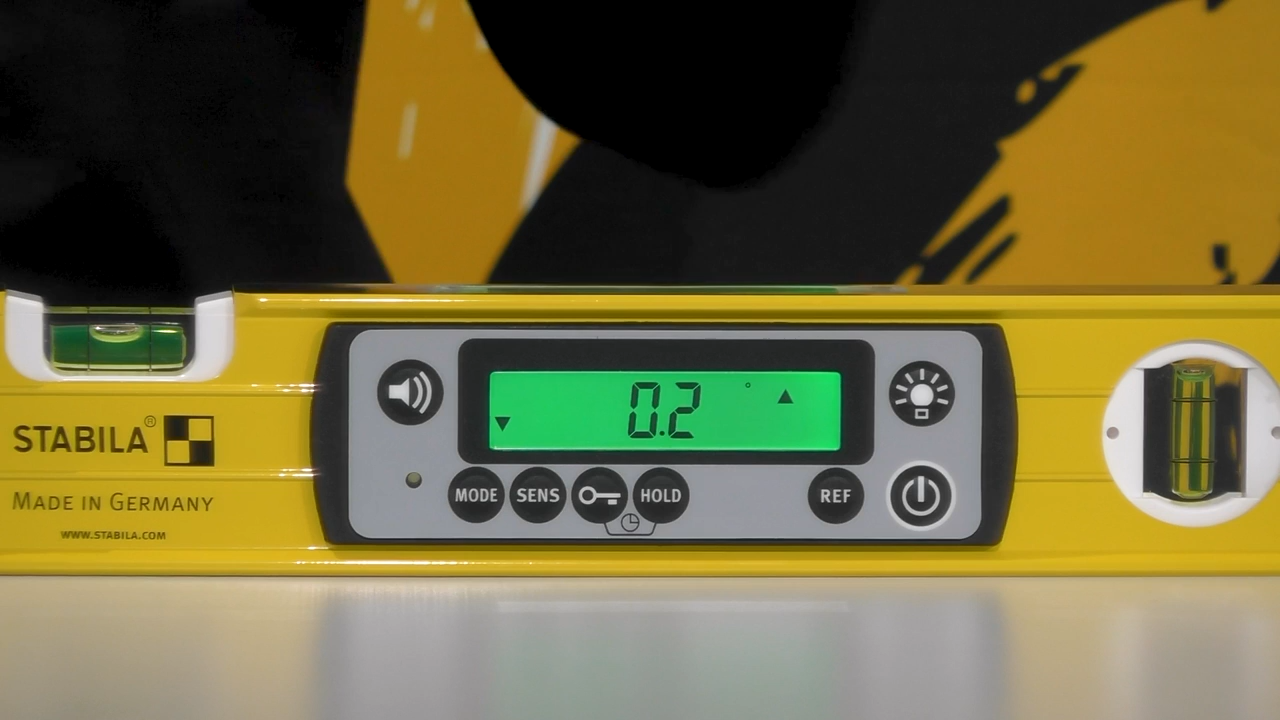 0.2 °
STABILA®
MADE IN GERMANY
WWW.STABILA.COM
MODE
SENS
HOLD
REF